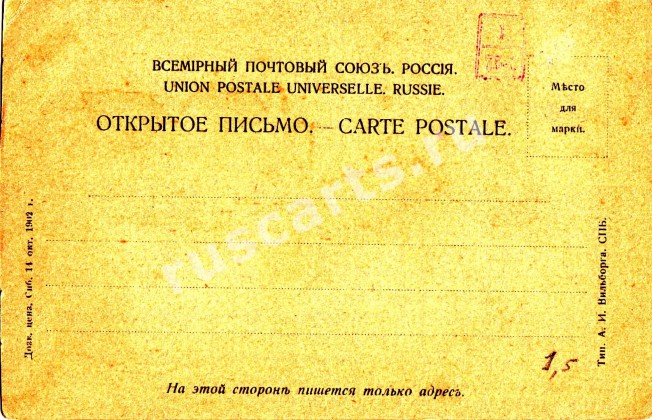 ВСЕМІРНЫЙ ПОЧТОВЫЙ СОЮЗЪ. РОССІЯ.
UNION POSTALE UNIVERSELLE. RUSSIE.
ОТКРЫТОЕ ПИСЬМО. — CARTE POSTALE.
Мѣсто
для
марки.
ruscarts.ru
Дозв. ценз. Спб. 14 окт. 1902 г.
Тип. А. И. Вильборга. СПБ.
1,5
На этой сторонѣ пишется только адресъ.